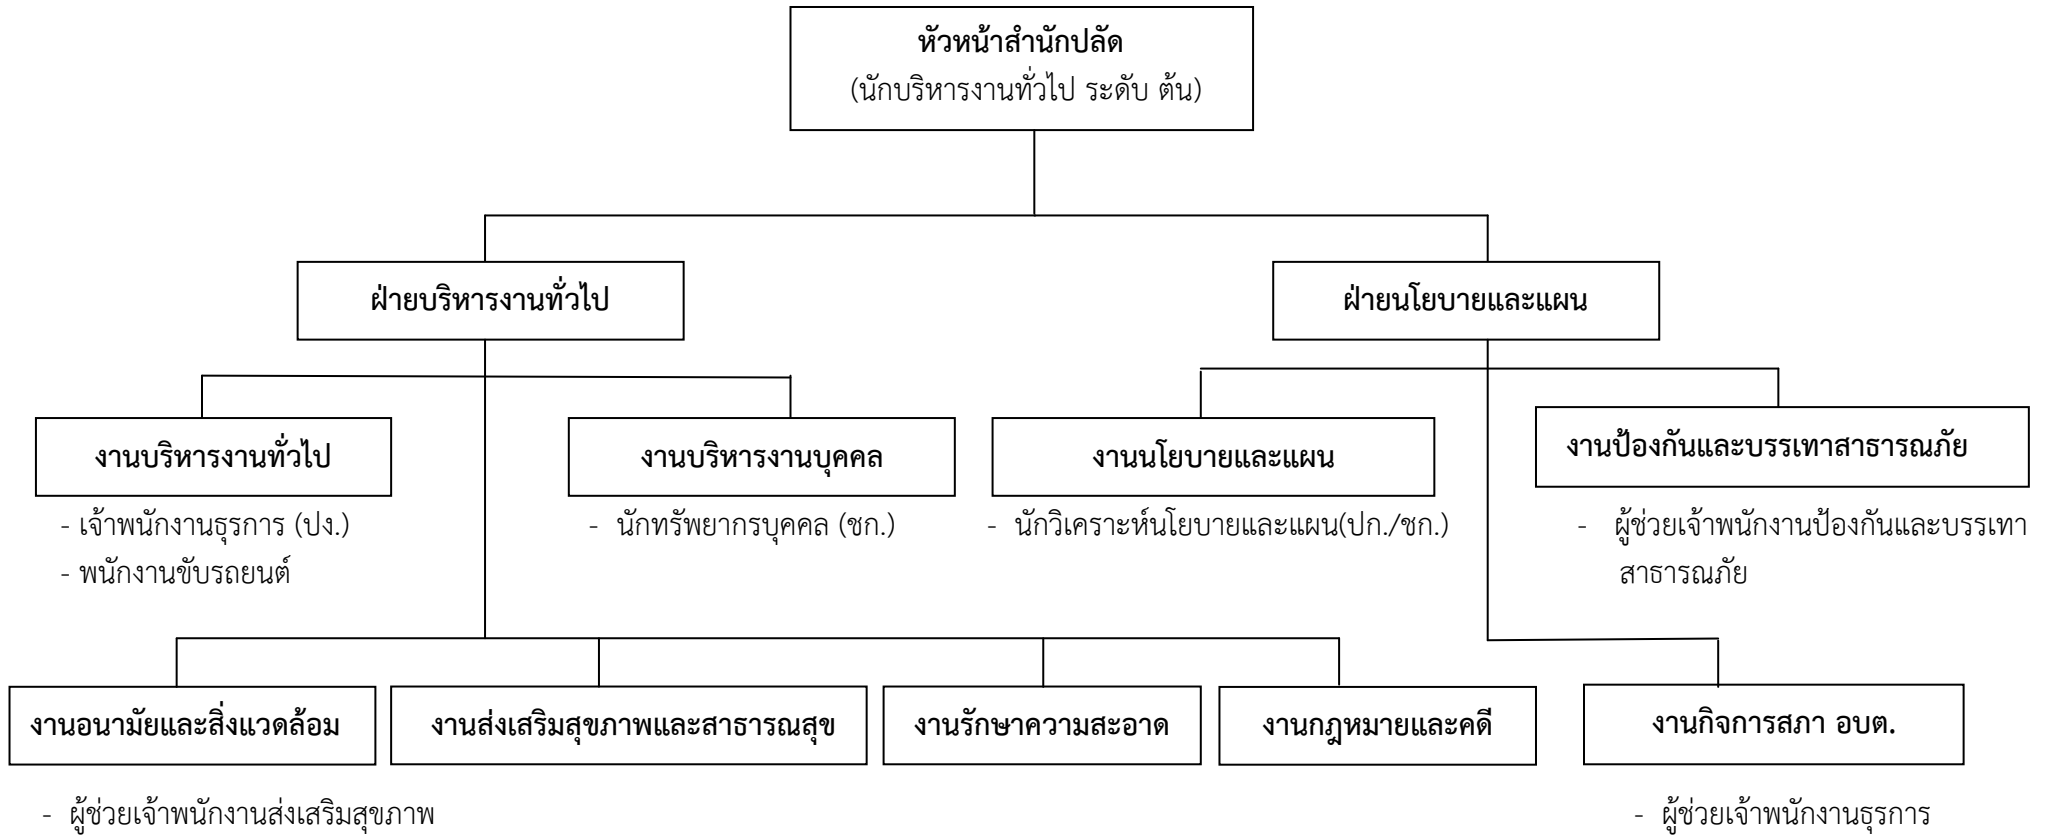 หัวหน้าสำนักปลัด
(นักบริหารงานทั่วไป ระดับ ต้น)
ฝ่ายบริหารงานทั่วไป
ฝ่ายนโยบายและแผน
งานบริหารงานทั่วไป
งานบริหารงานบุคคล
งานนโยบายและแผน
งานป้องกันและบรรเทาสาธารณภัย
- เจ้าพนักงานธุรการ (ปง.)
- พนักงานขับรถยนต์
- นักทรัพยากรบุคคล (ชก.)
- นักวิเคราะห์นโยบายและแผน(ปก./ชก.)
- ผู้ช่วยเจ้าพนักงานป้องกันและบรรเทา
สาธารณภัย
งานอนามัยและสิ่งแวดล้อม
งานส่งเสริมสุขภาพและสาธารณสุข
งานรักษาความสะอาด
งานกฎหมายและคดี
งานกิจการสภา อบต.
- ผู้ช่วยเจ้าพนักงานส่งเสริมสุขภาพ
- ผู้ช่วยเจ้าพนักงานธุรการ